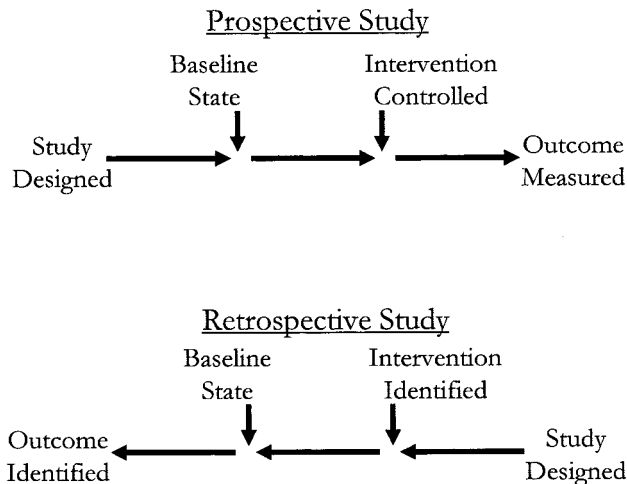 Prospective Study
Baseline
State
Intervention
Controlled
Study
Designed
Outcome
Measured
Retrospective Study
Baseline
State
Intervention
Identified
Outcome
Identified
Study
Designed